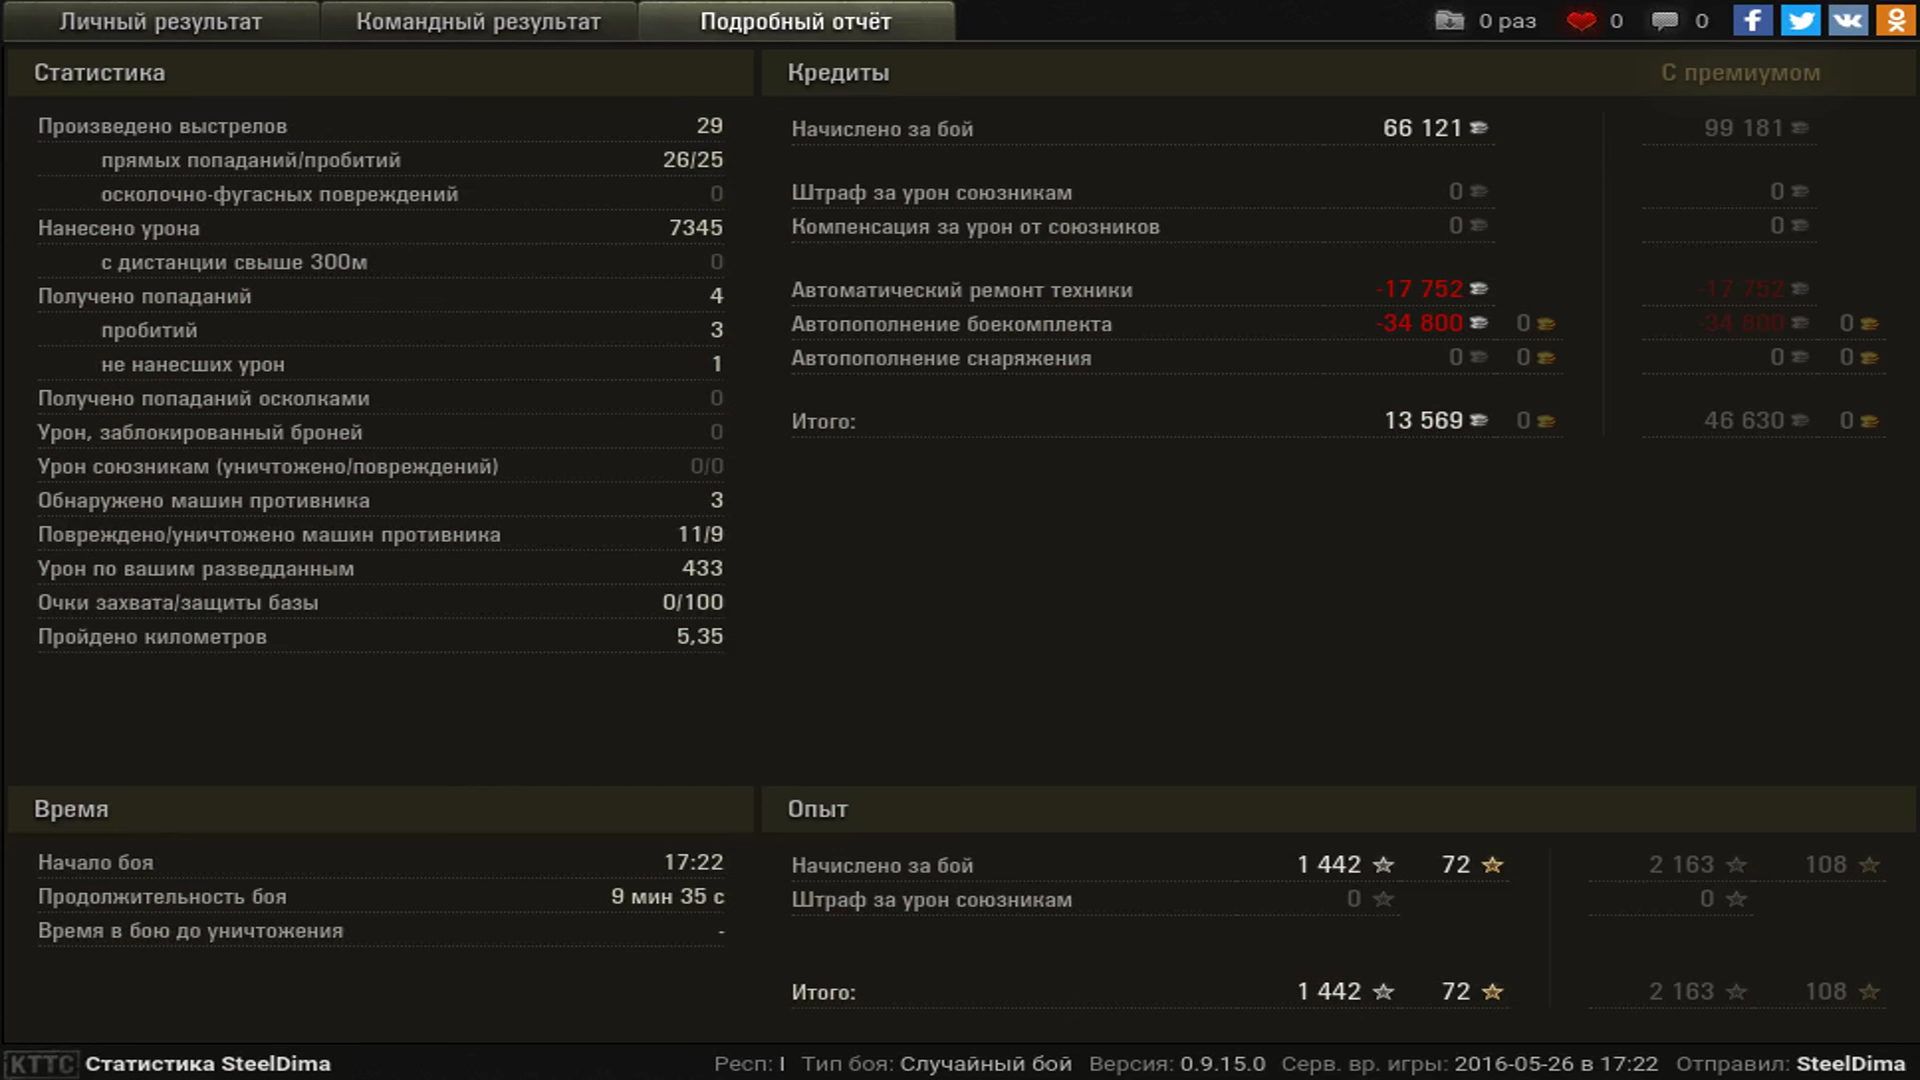 Личный результат Командный результат Подробный отчёт 0 раз 0 0
Статистика
Произведено выстрелов 29
прямых попаданий/пробитий 26/25
осколочно-фугасных повреждений 0
Нанесено урона 7345
с дистанции свыше 300м 0
Получено попаданий 4
пробитий 3
не нанесших урон 1
Получено попаданий осколками 0
Урон, заблокированный броней 0
Урон союзникам (уничтожено/повреждений) 0/0
Обнаружено машин противника 3
Повреждено/уничтожено машин противника 11/9
Урон по вашим разведданным 433
Очки захвата/защиты базы 0/100
Пройдено километров 5,35
Кредиты С премиумом
Начислено за бой 66 121 99 181
Штраф за урон союзникам 0 0
Компенсация за урон от союзников 0 0
Автоматический ремонт техники -17 752 -17 752
Автопополнение боекомплекта -34 800 0 -34 800 0
Автопополнение снаряжения 0 0 0 0
Итого: 13 569 0 46 630 0
Время
Начало боя 17:22
Продолжительность боя 9 мин 35 с
Время в бою до уничтожения -
Опыт
Начислено за бой 1 442 72 2 163 108
Штраф за урон союзникам 0 0
Итого: 1 442 72 2 163 108
КТТС Статистика SteelDima Респ: I Тип боя: Случайный бой Версия: 0.9.15.0 Серв. вр. игры: 2016-05-26 в 17:22 Отправил: SteelDima